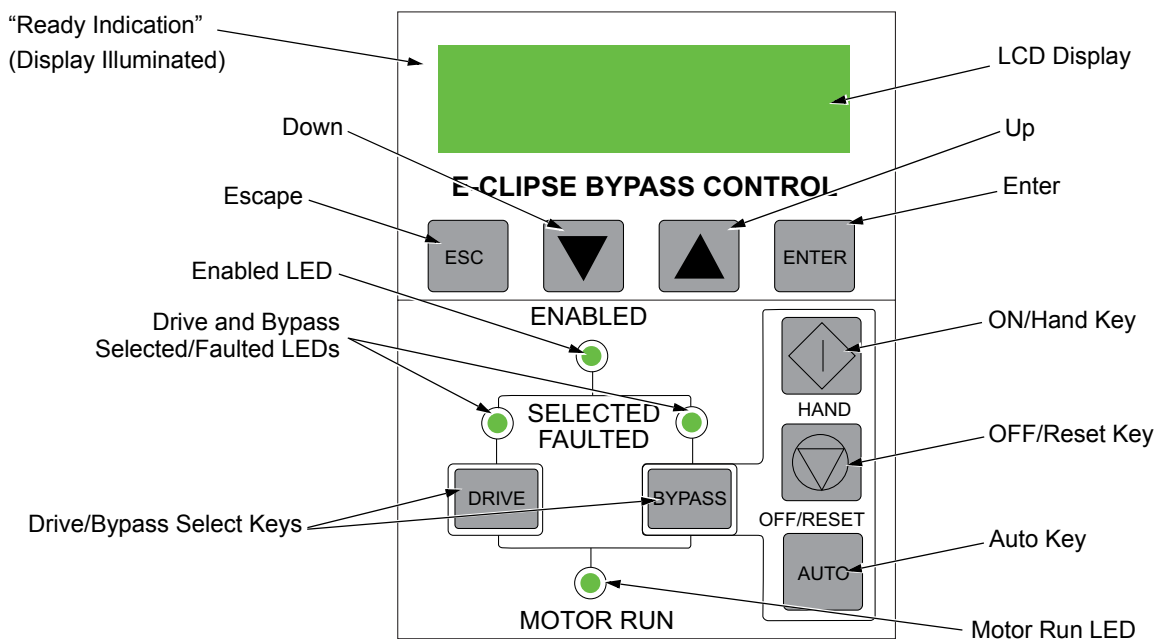 “Ready Indication”
(Display Illuminated)
LCD Display
Down
Up
E-CLIPSE BYPASS CONTROL
Escape
Enter
ESC
ENTER
Enabled LED
ENABLED
Drive and Bypass
Selected/Faulted LEDs
ON/Hand Key
HAND
SELECTED
FAULTED
OFF/Reset Key
DRIVE
BYPASS
OFF/RESET
Drive/Bypass Select Keys
Auto Key
AUTO
MOTOR RUN
Motor Run LED